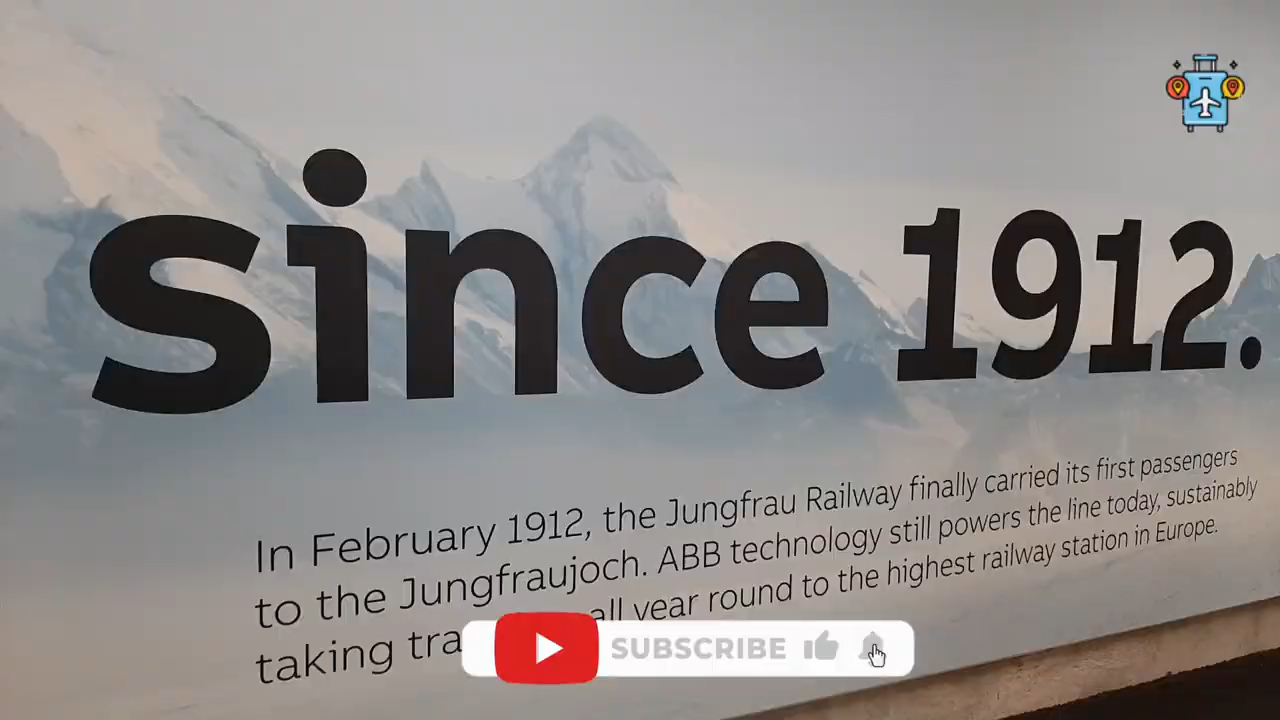 since 1912.
In February 1912, the Jungfrau Railway finally carried its first passengers
to the Jungfraujoch. ABB technology still powers the line today, sustainably
taking all year round to the highest railway station in Europe.
SUBSCRIBE